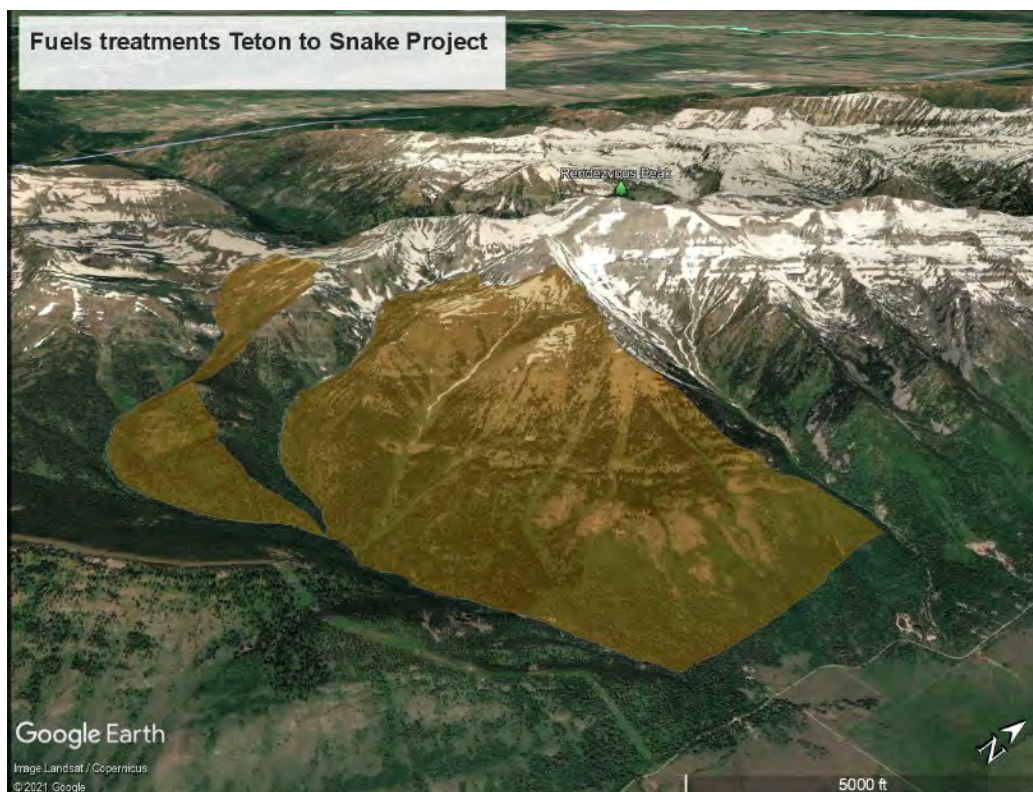 Fuels treatments Teton to Snake Project
Rendezvous Peak
Google Earth
Image Landsat / Copernicus
© 2021 Google
N
5000 ft